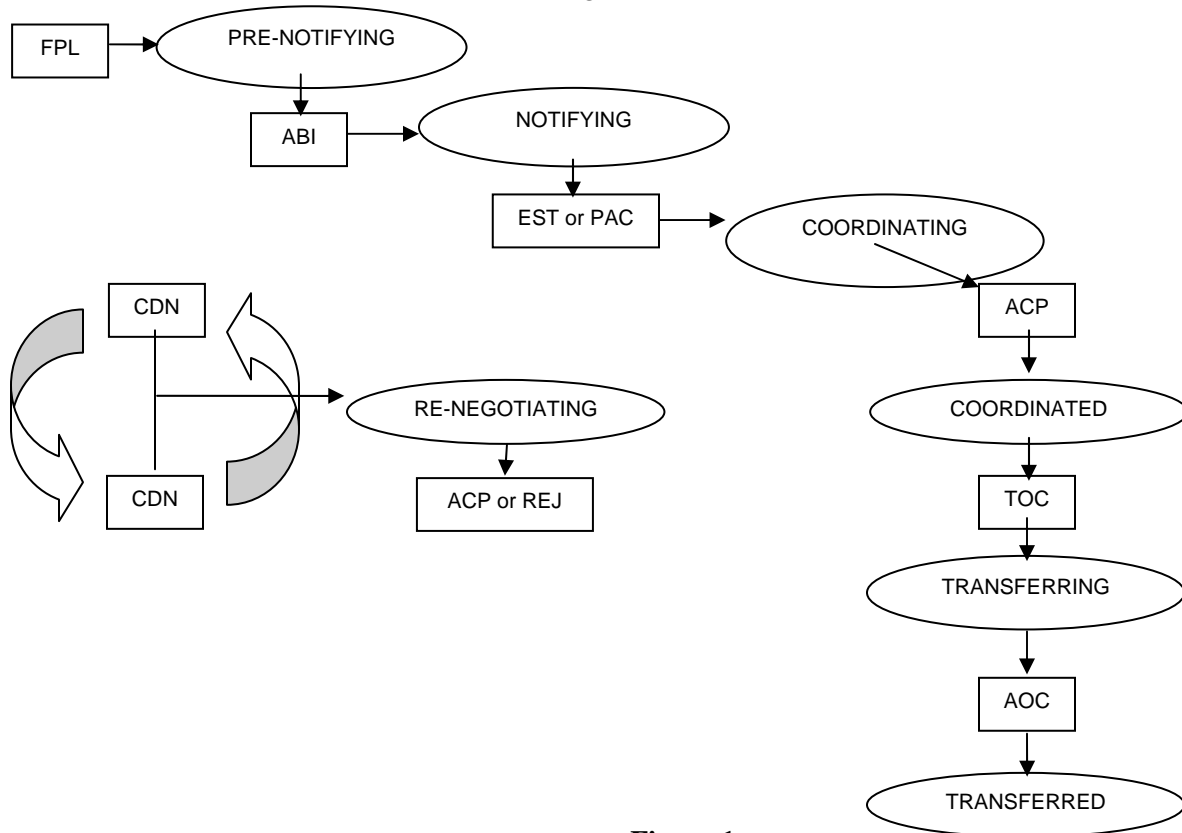 FPL
PRE-NOTIFYING
ABI
NOTIFYING
EST or PAC
COORDINATING
CDN
ACP
RE-NEGOTIATING
COORDINATED
CDN
ACP or REJ
TOC
TRANSFERRING
AOC
TRANSFERRED